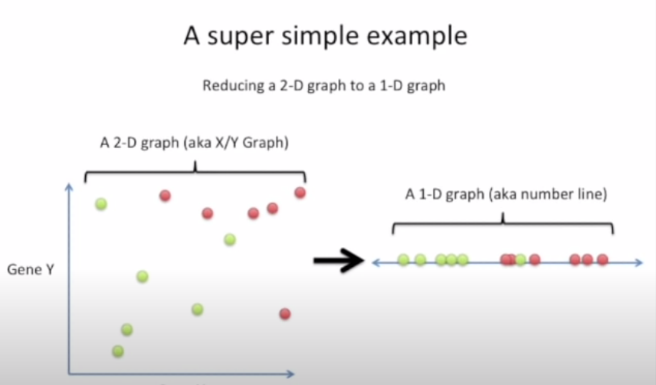 A super simple example
Reducing a 2-D graph to a 1-D graph
A 2-D graph (aka X/Y Graph)
A 1-D graph (aka number line)
Gene Y